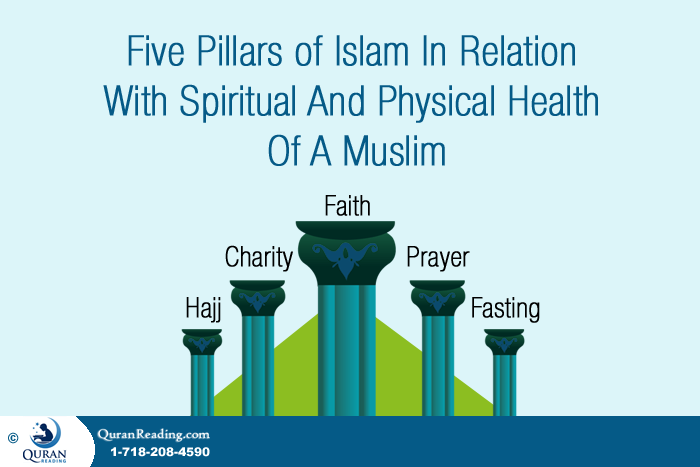 Five Pillars of Islam In Relation
With Spiritual And Physical Health
Of A Muslim
Faith
Charity
Prayer
Hajj
Fasting
©
QURAN
READING
QuranReading.com
1-718-208-4590